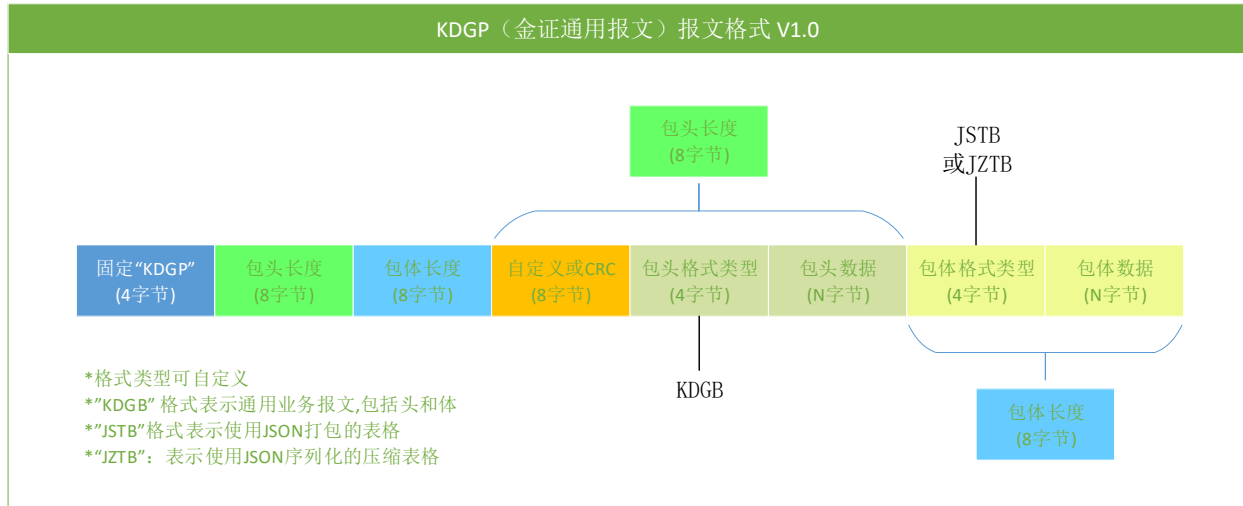 KDGP（金证通用报文）报文格式 V1.0
包头长度
(8字节)
JSTB
或JZTB
固定“KDGP”
(4字节)
包头长度
(8字节)
包体长度
(8字节)
自定义或CRC
(8字节)
包头格式类型
(4字节)
包头数据
(N字节)
包体格式类型
(4字节)
包体数据
(N字节)
KDGB
包体长度
(8字节)
*格式类型可自定义
*”KDGB” 格式表示通用业务报文,包括头和体
*”JSTB”格式表示使用JSON打包的表格
*“JZTB”：表示使用JSON序列化的压缩表格